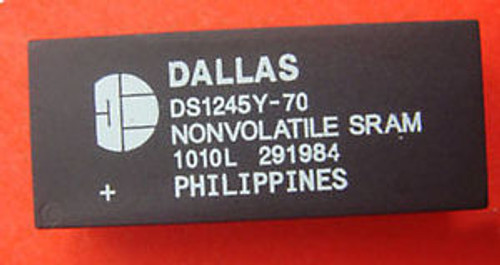 DALLAS
DS1245Y-70
NONVOLATILE SRAM
1010L 291984
+ PHILIPPINES